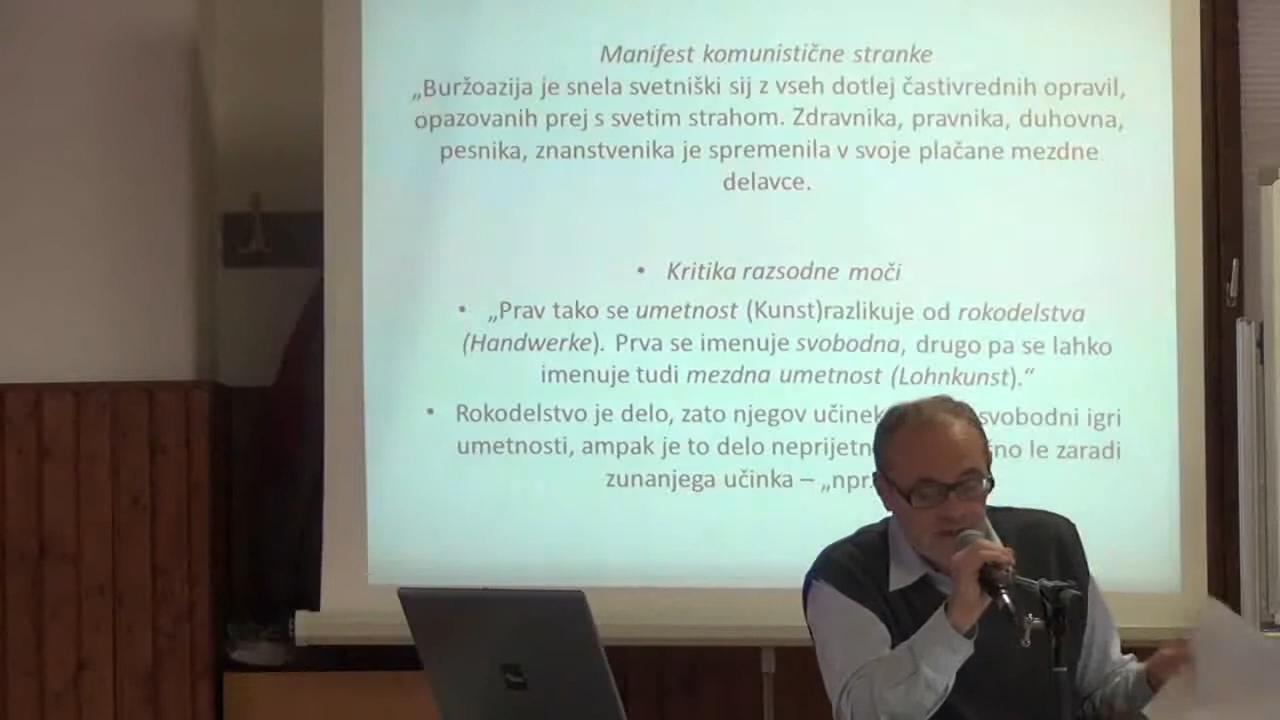 Manifest komunistične stranke
„Buržoazija je snela svetniški sij z vseh dotlej častivrednih opravil,
opazovanih prej s svetim strahom. Zdravnika, pravnika, duhovna,
pesnika, znanstvenika je spremenila v svoje plačane mezdne
delavce.
• Kritika razsodne moči
• „Prav tako se umetnost (Kunst)razlikuje od rokodelstva
(Handwerke). Prva se imenuje svobodna, drugo pa se lahko
imenuje tudi mezdna umetnost (Lohnkunst).“
• Rokodelstvo je delo, zato njegov učinek svobodni igri
umetnosti, ampak je to delo le zaradi
zunanjega učinka – „npr.